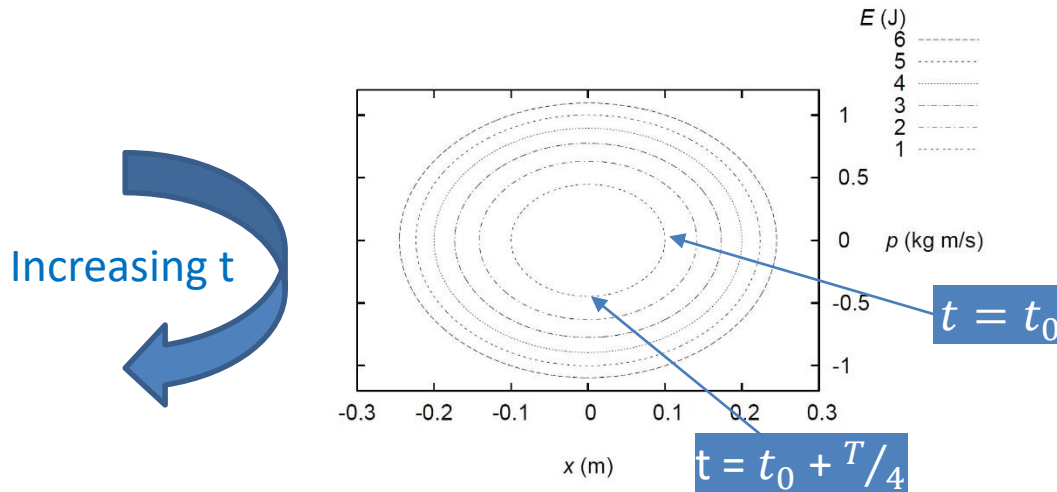 E (J)
6
5
4
3
2
1
1
0.5
0
-0.5
-1
p (kg m/s)
Increasing t
t = t₀
-0.3 -0.2 -0.1 0 0.1 0.2 0.3
x (m)
t = t₀ + T/4